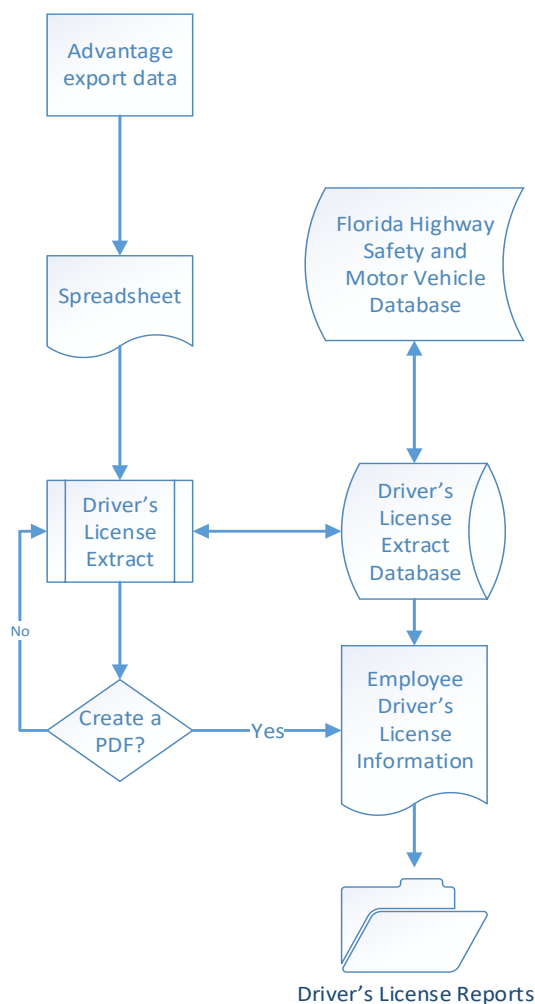 Advantage
export data
Spreadsheet
Florida Highway
Safety and
Motor Vehicle
Database
Driver’s
License
Extract
Driver’s
License
Extract
Database
No
Create a
PDF?
Yes
Employee
Driver’s
License
Information
Driver’s License Reports